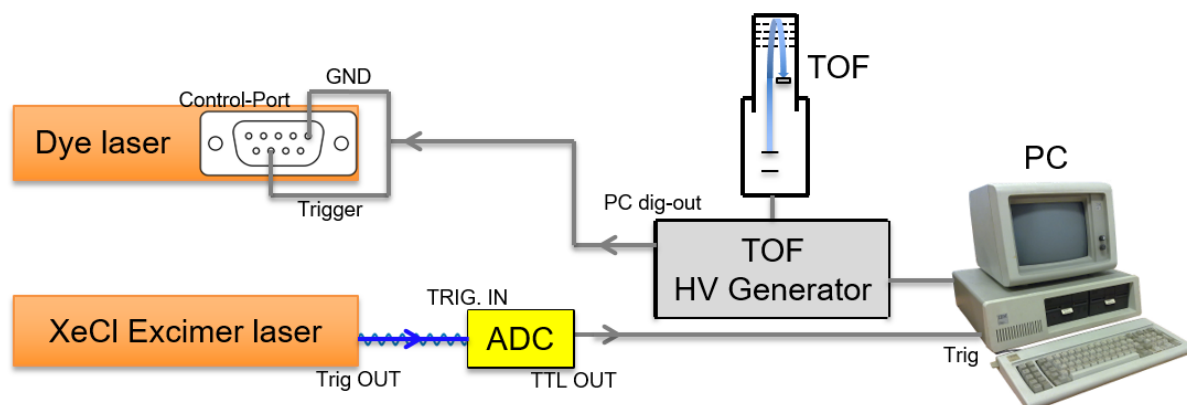 GND
TOF
Control-Port
Dye laser
PC
Trigger
PC dig-out
TOF
HV Generator
TRIG. IN
XeCl Excimer laser
ADC
Trig
Trig OUT
TTL OUT